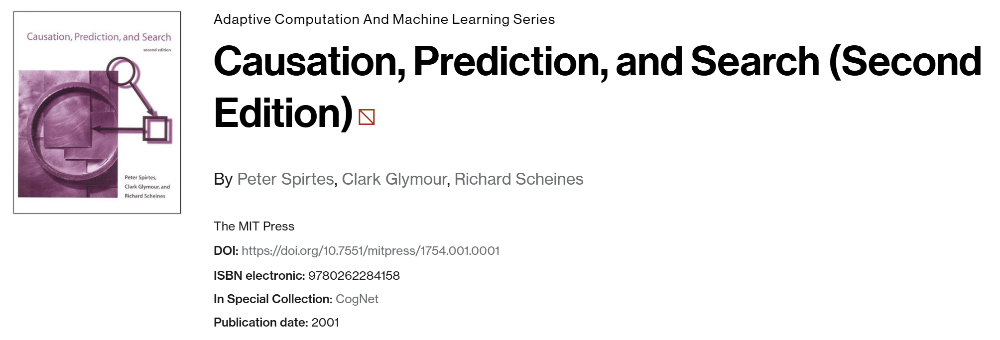 Causation, Prediction, and Search
second edition
Peter Spirtes,
Clark Glymour, and
Richard Scheines
Adaptive Computation And Machine Learning Series
Causation, Prediction, and Search (Second
Edition)
By Peter Spirtes, Clark Glymour, Richard Scheines
The MIT Press
DOI: https://doi.org/10.7551/mitpress/1754.001.0001
ISBN electronic: 9780262284158
In Special Collection: CogNet
Publication date: 2001